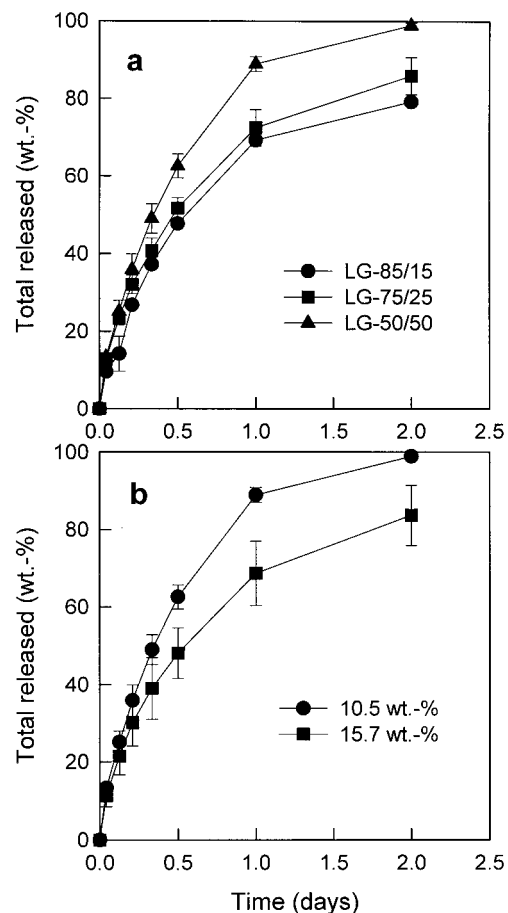 100
a
80
60
Total released (wt.-%)
40
LG-85/15
LG-75/25
20
LG-50/50
0
0.0 0.5 1.0 1.5 2.0 2.5
100
b
80
60
Total released (wt.-%)
40
10.5 wt.-%
20
15.7 wt.-%
0
0.0 0.5 1.0 1.5 2.0 2.5
Time (days)